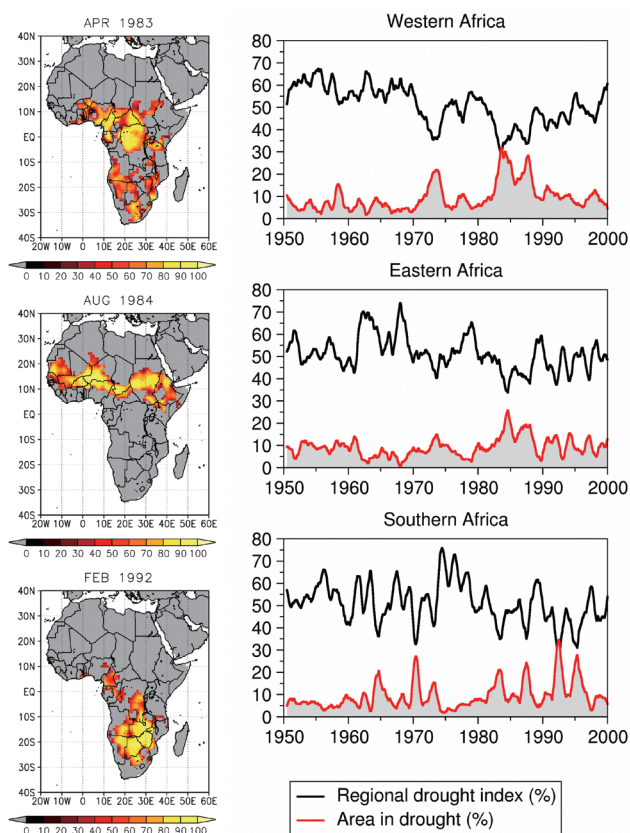 APR 1983
40N
30N
20N
10N
EQ
10S
20S
30S
40S
20W 10W 0 10E 20E 30E 40E 50E 60E
0 10 20 30 40 50 60 70 80 90 100
AUG 1984
40N
30N
20N
10N
EQ
10S
20S
30S
40S
20W 10W 0 10E 20E 30E 40E 50E 60E
0 10 20 30 40 50 60 70 80 90 100
FEB 1992
40N
30N
20N
10N
EQ
10S
20S
30S
40S
20W 10W 0 10E 20E 30E 40E 50E 60E
0 10 20 30 40 50 60 70 80 90 100
Western Africa
80
70
60
50
40
30
20
10
0
1950 1960 1970 1980 1990 2000
Eastern Africa
80
70
60
50
40
30
20
10
0
1950 1960 1970 1980 1990 2000
Southern Africa
80
70
60
50
40
30
20
10
0
1950 1960 1970 1980 1990 2000
Regional drought index (%)
Area in drought (%)